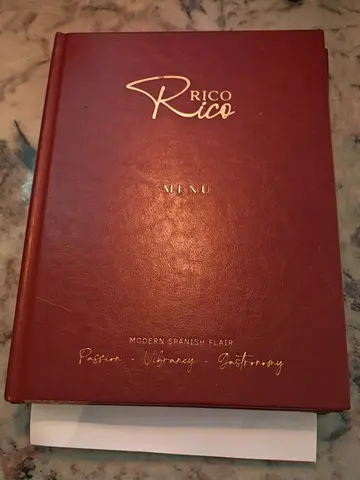 RICO
Rico
MENU
MODERN SPANISH FLAIR
Passion · Vibrancy · Gastronomy